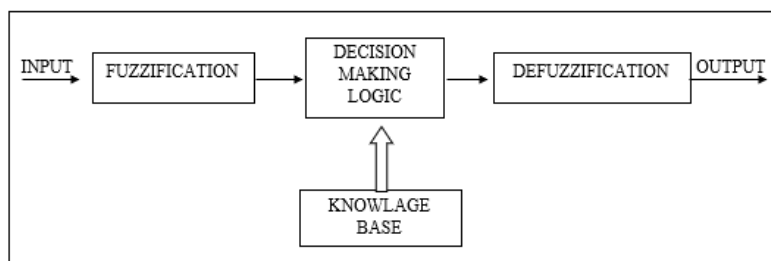 INPUT
FUZZIFICATION
DECISION
MAKING
LOGIC
DEFUZZIFICATION
OUTPUT
KNOWLAGE
BASE